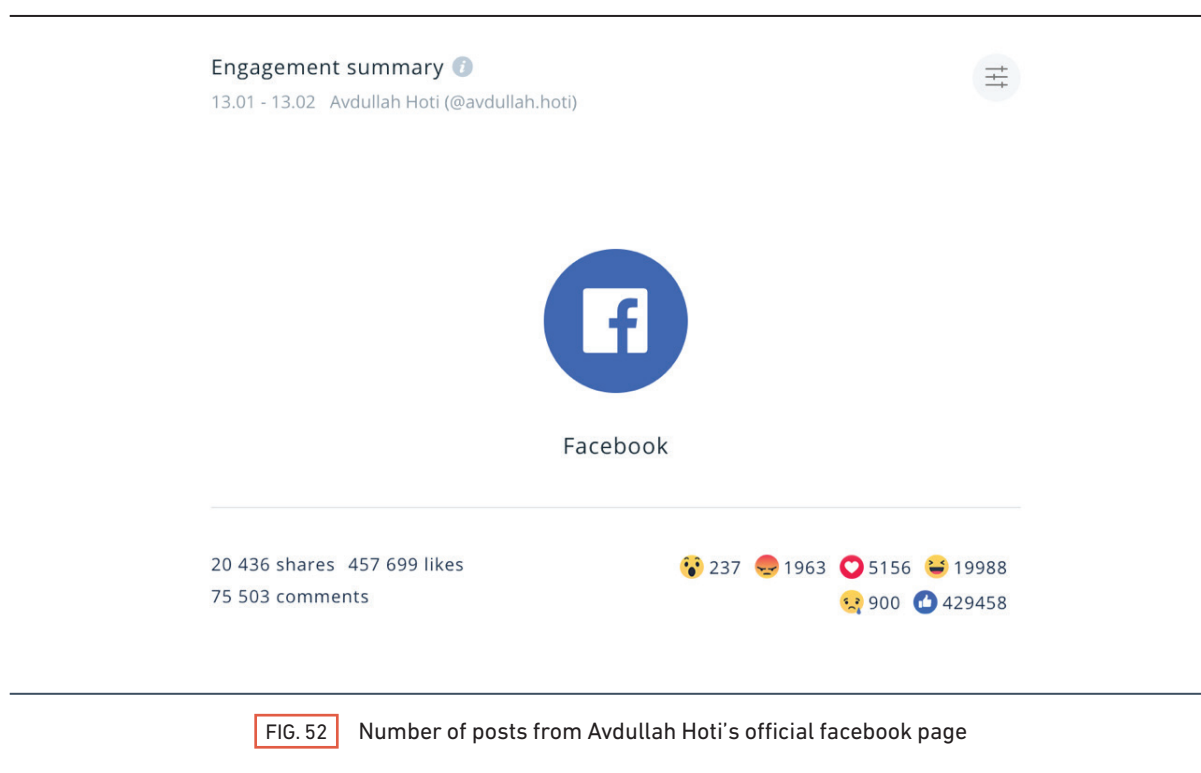 Engagement summary
13.01 - 13.02 Avdullah Hoti (@avdullah.hoti)
Facebook
20 436 shares 457 699 likes
75 503 comments
237 1963 5156 19988
900 429458
FIG. 52 Number of posts from Avdullah Hoti's official facebook page